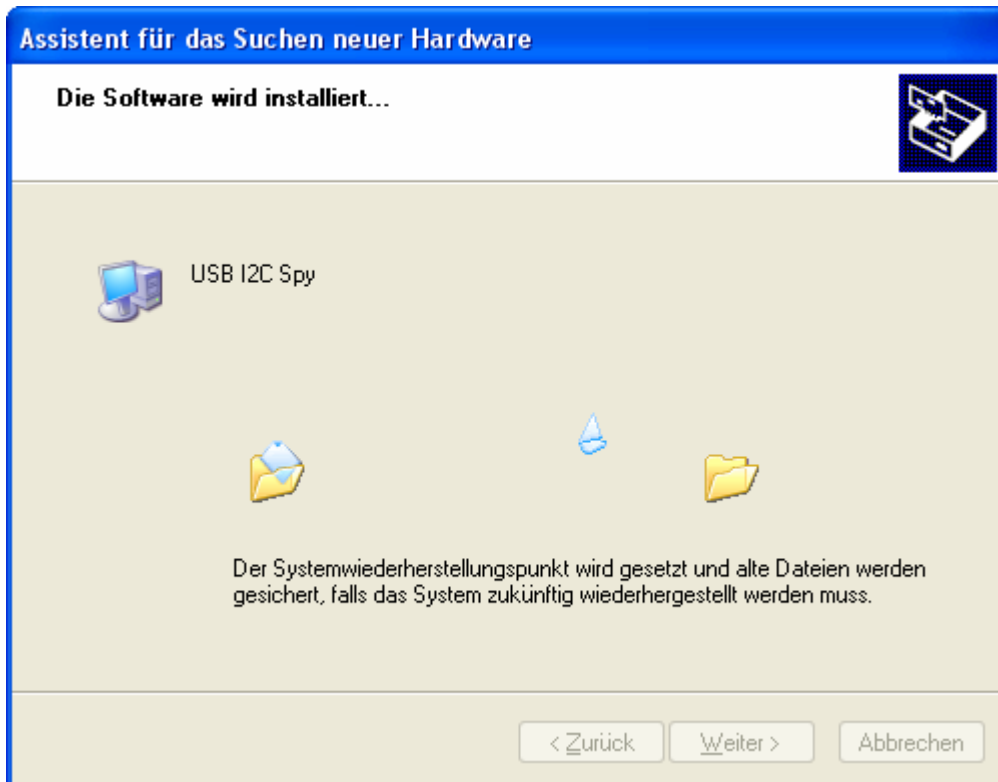 Assistent für das Suchen neuer Hardware
Die Software wird installiert...
USB I2C Spy
Der Systemwiederherstellungspunkt wird gesetzt und alte Dateien werden
gesichert, falls das System zukünftig wiederhergestellt werden muss.
< Zurück Weiter > Abbrechen